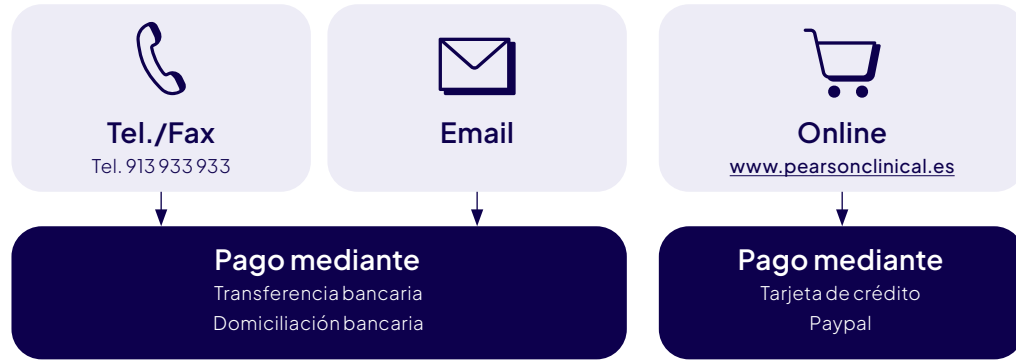 Tel./Fax
Tel. 913 933 933
Email
Online
www.pearsonclinical.es
Pago mediante
Transferencia bancaria
Domiciliación bancaria
Pago mediante
Tarjeta de crédito
Paypal